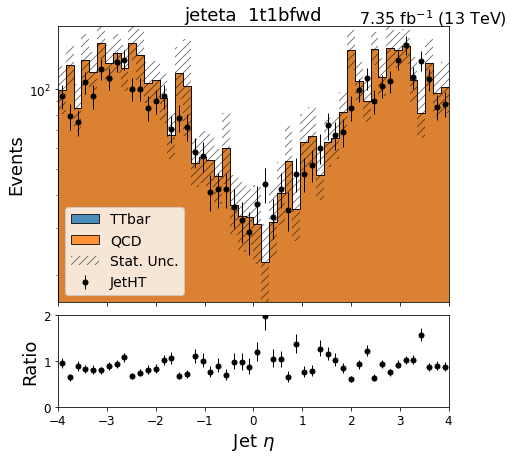 jeteta 1t1bfwd
7.35 fb⁻¹ (13 TeV)
10²
Events
TTbar
QCD
Stat. Unc.
JetHT
2
1
0
Ratio
−4 −3 −2 −1 0 1 2 3 4
Jet η